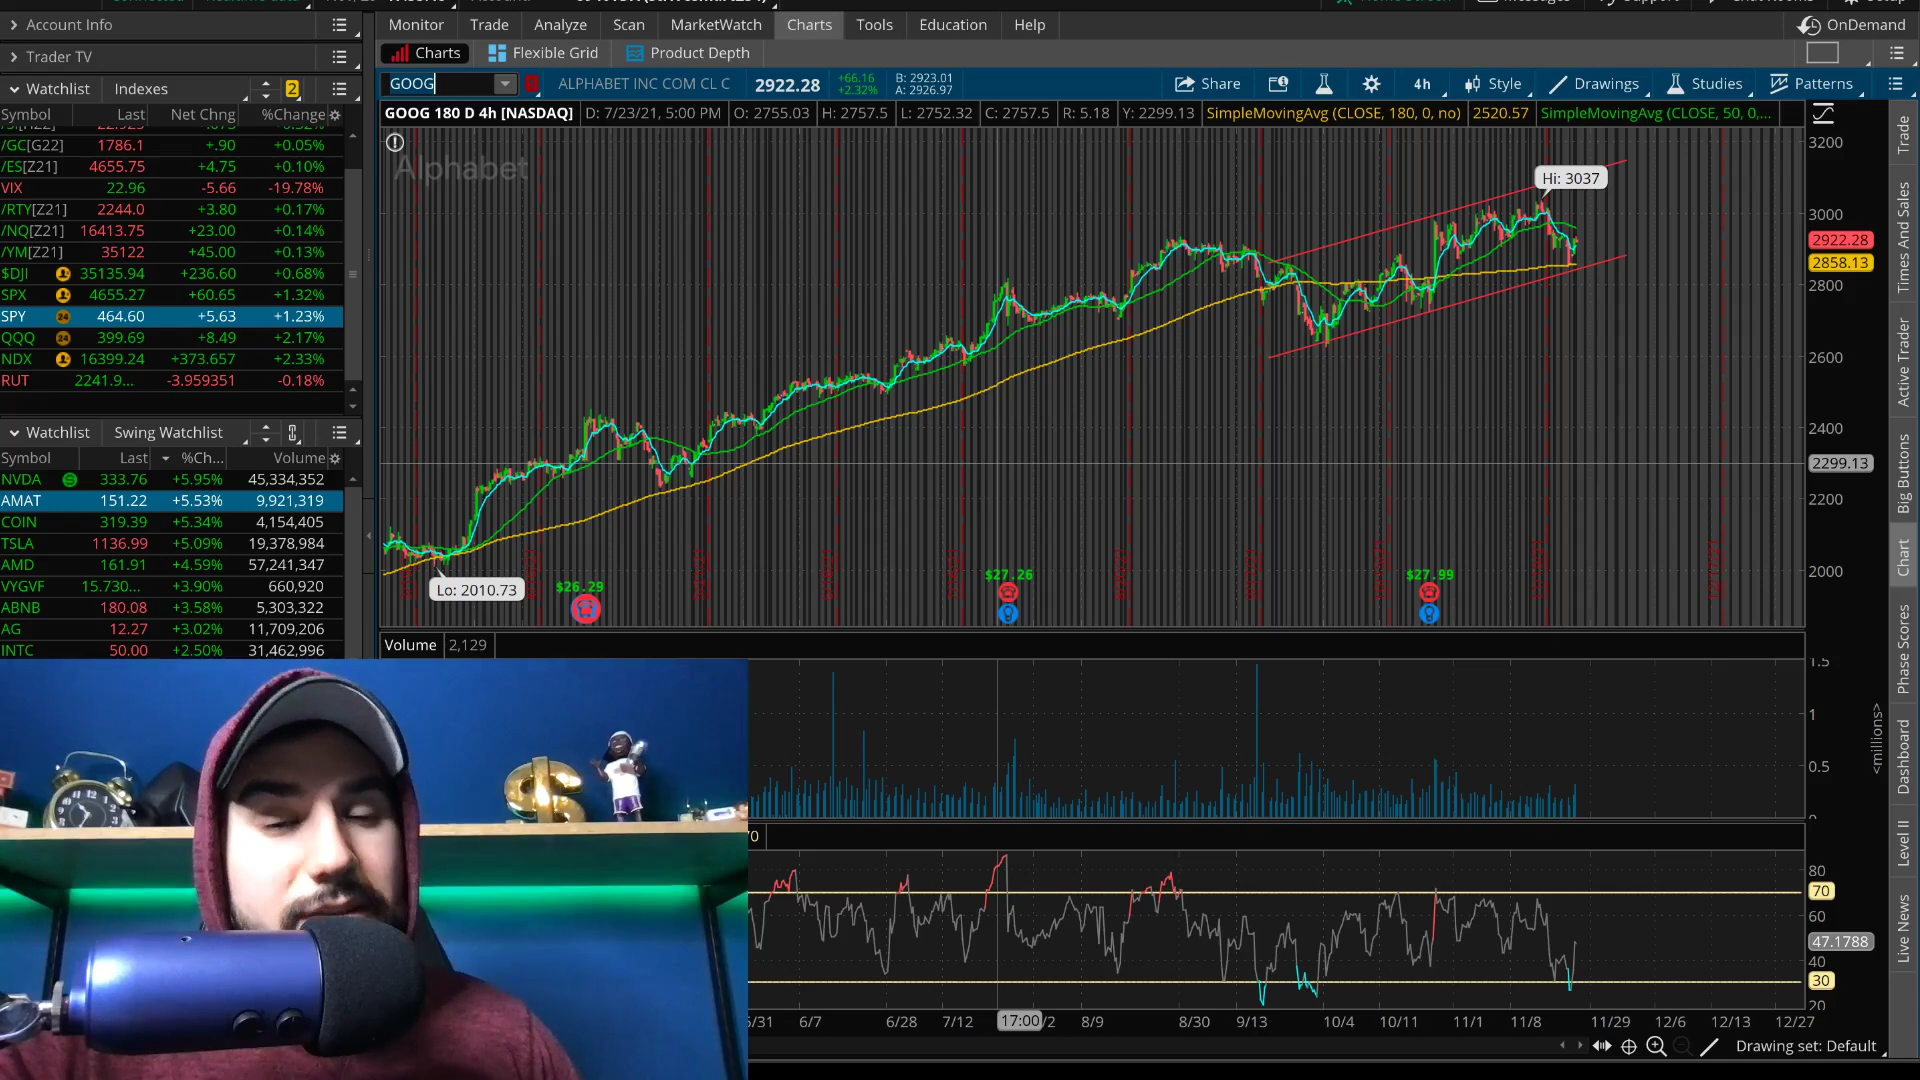 Account Info
Trader TV
Watchlist Indexes 2
Symbol Last Net Chng %Change
/GC[G22] 1786.1 +.90 +0.05%
/ES[Z21] 4655.75 +4.75 +0.10%
VIX 22.96 -5.66 -19.78%
/RTY[Z21] 2244.0 +3.80 +0.17%
/NQ[Z21] 16413.75 +23.00 +0.14%
/YM[Z21] 35122 +45.00 +0.13%
$DJI 35135.94 +236.60 +0.68%
SPX 4655.27 +60.65 +1.32%
SPY 24 464.60 +5.63 +1.23%
QQQ 24 399.69 +8.49 +2.17%
NDX 16399.24 +373.657 +2.33%
RUT 2241.9... -3.959351 -0.18%
Watchlist Swing Watchlist
Symbol Last %Ch... Volume
NVDA 333.76 +5.95% 45,334,352
AMAT 151.22 +5.53% 9,921,319
COIN 319.39 +5.34% 4,154,405
TSLA 1136.99 +5.09% 19,378,984
AMD 161.91 +4.59% 57,241,347
VYGVF 15.730... +3.90% 660,920
ABNB 180.08 +3.58% 5,303,322
AG 12.27 +3.02% 11,709,206
INTC 50.00 +2.50% 31,462,996
Monitor Trade Analyze Scan MarketWatch Charts Tools Education Help
OnDemand
Charts Flexible Grid Product Depth
GOOG ALPHABET INC COM CL C 2922.28 +66.16 +2.32% B: 2923.01 A: 2926.97
Share 4h Style Drawings Studies Patterns
GOOG 180 D 4h [NASDAQ] D: 7/23/21, 5:00 PM O: 2755.03 H: 2757.5 L: 2752.32 C: 2757.5 R: 5.18 Y: 2299.13 SimpleMovingAvg (CLOSE, 180, 0, no) 2520.57 SimpleMovingAvg (CLOSE, 50, 0,...
Alphabet
Hi: 3037
Lo: 2010.73
$26.29
$27.26
$27.99
3200
3000
2922.28
2858.13
2800
2600
2400
2299.13
2200
2000
Volume 2,129
1.5
1
0.5
<millions>
80
70
60
47.1788
40
30
20
6/7 6/28 7/12 17:00 8/9 8/30 9/13 10/4 10/11 11/1 11/8 11/29 12/6 12/13 12/27
Drawing set: Default
Trade
Times And Sales
Active Trader
Big Buttons
Chart
Phase Scores
Dashboard
Level II
Live News